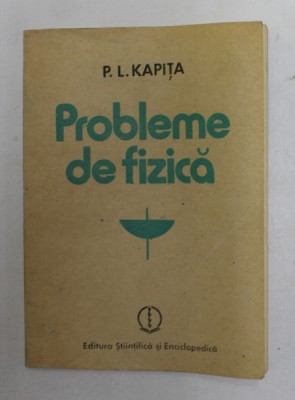 P. L. KAPIȚA
Probleme
de fizică
Editura Științifică și Enciclopedică